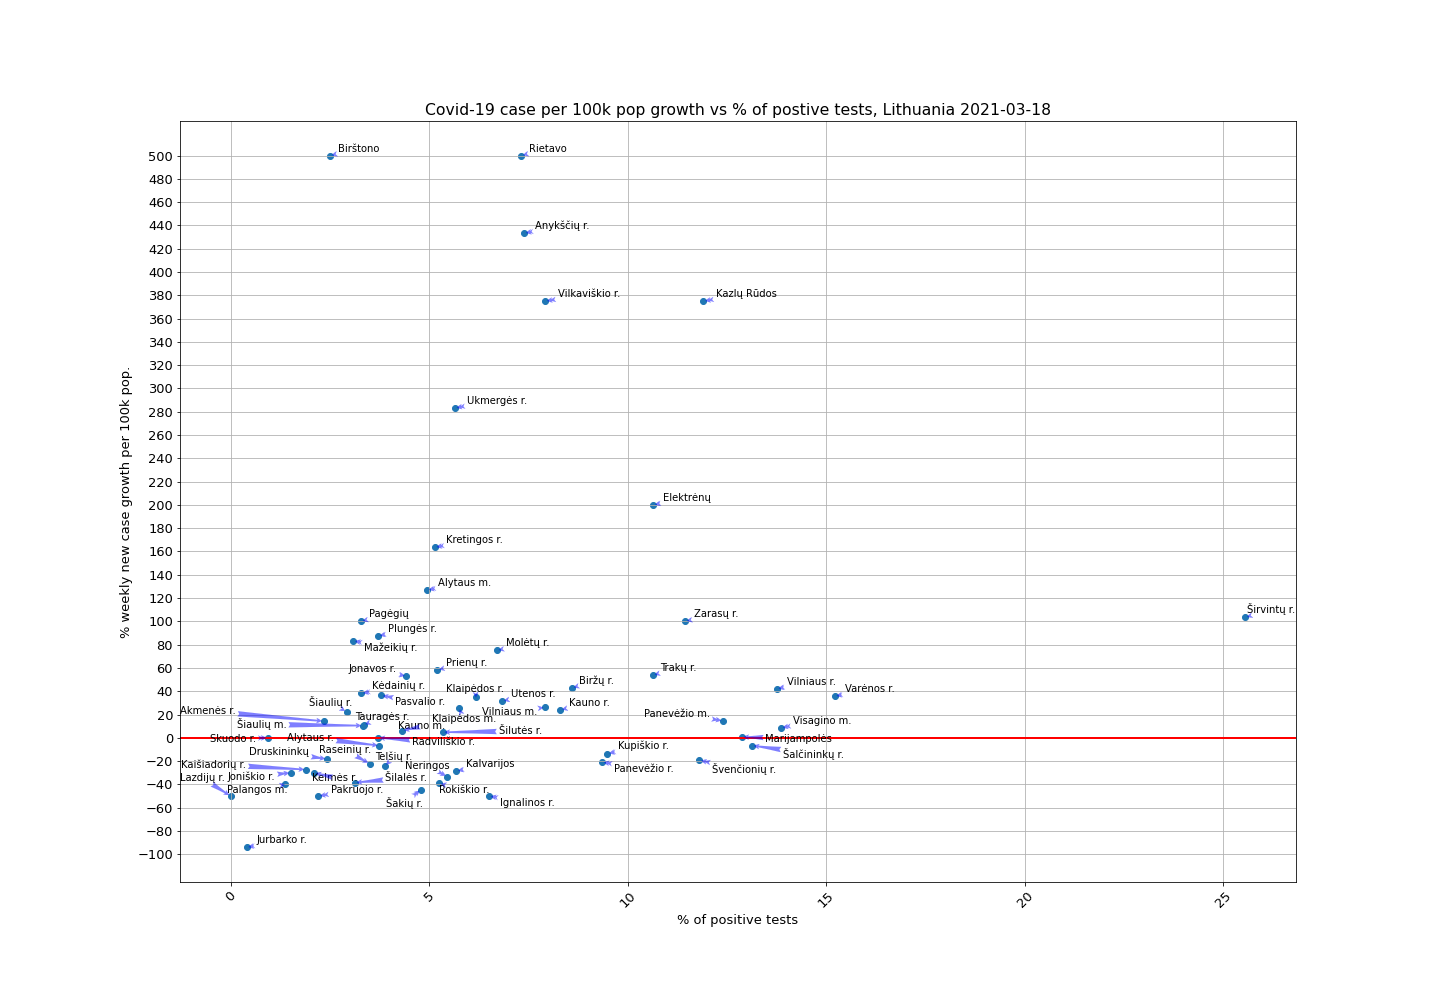 Covid-19 case per 100k pop growth vs % of postive tests, Lithuania 2021-03-18
% weekly new case growth per 100k pop.
500
480
460
440
420
400
380
360
340
320
300
280
260
240
220
200
180
160
140
120
100
80
60
40
20
0
−20
−40
−60
−80
−100
Birštono
Rietavo
Anykščių r.
Vilkaviškio r.
Kazlų Rūdos
Ukmergės r.
Elektrėnų
Kretingos r.
Alytaus m.
Širvintų r.
Pagėgių
Zarasų r.
Plungės r.
Mažeikių r.
Molėtų r.
Prienų r.
Jonavos r.
Trakų r.
Kėdainių r.
Klaipėdos r.
Biržų r.
Vilniaus r.
Varėnos r.
Utenos r.
Šiaulių r.
Pasvalio r.
Kauno r.
Akmenės r.
Vilniaus m.
Panevėžio m.
Tauragės r.
Klaipėdos m.
Visagino m.
Šiaulių m.
Kauno m.
Šilutės r.
Skuodo r.
Alytaus r.
Radviliškio r.
Marijampolės
Druskininkų
Raseinių r.
Kupiškio r.
Šalčininkų r.
Telšių r.
Kaišiadorių r.
Neringos
Kalvarijos
Panevėžio r.
Švenčionių r.
Lazdijų r.
Joniškio r.
Kelmės r.
Šilalės r.
Palangos m.
Pakruojo r.
Rokiškio r.
Šakių r.
Ignalinos r.
Jurbarko r.
0
5
10
15
20
25
% of positive tests